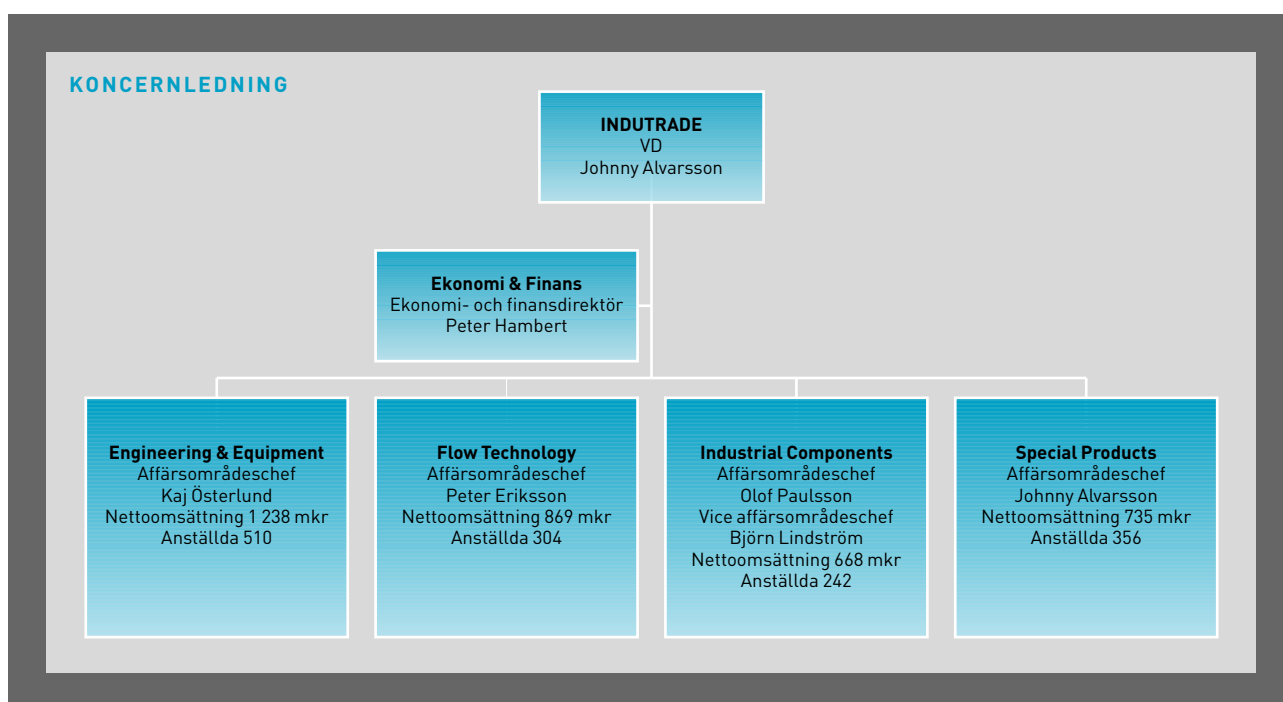 KONCERNLEDNING
INDUTRADE
VD
Johnny Alvarsson
Ekonomi & Finans
Ekonomi- och finansdirektör
Peter Hambert
Engineering & Equipment
Affärsområdeschef
Kaj Österlund
Nettoomsättning 1 238 mkr
Anställda 510
Flow Technology
Affärsområdeschef
Peter Eriksson
Nettoomsättning 869 mkr
Anställda 304
Industrial Components
Affärsområdeschef
Olof Paulsson
Vice affärsområdeschef
Björn Lindström
Nettoomsättning 668 mkr
Anställda 242
Special Products
Affärsområdeschef
Johnny Alvarsson
Nettoomsättning 735 mkr
Anställda 356